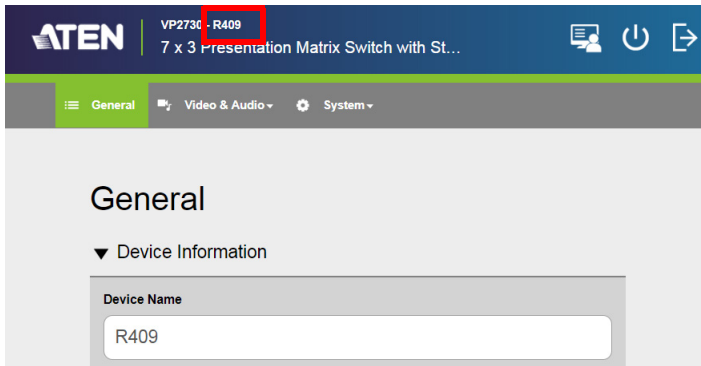 ATEN
VP2730 - R409
7 x 3 Presentation Matrix Switch with St...
General Video & Audio System
General
Device Information
Device Name
R409